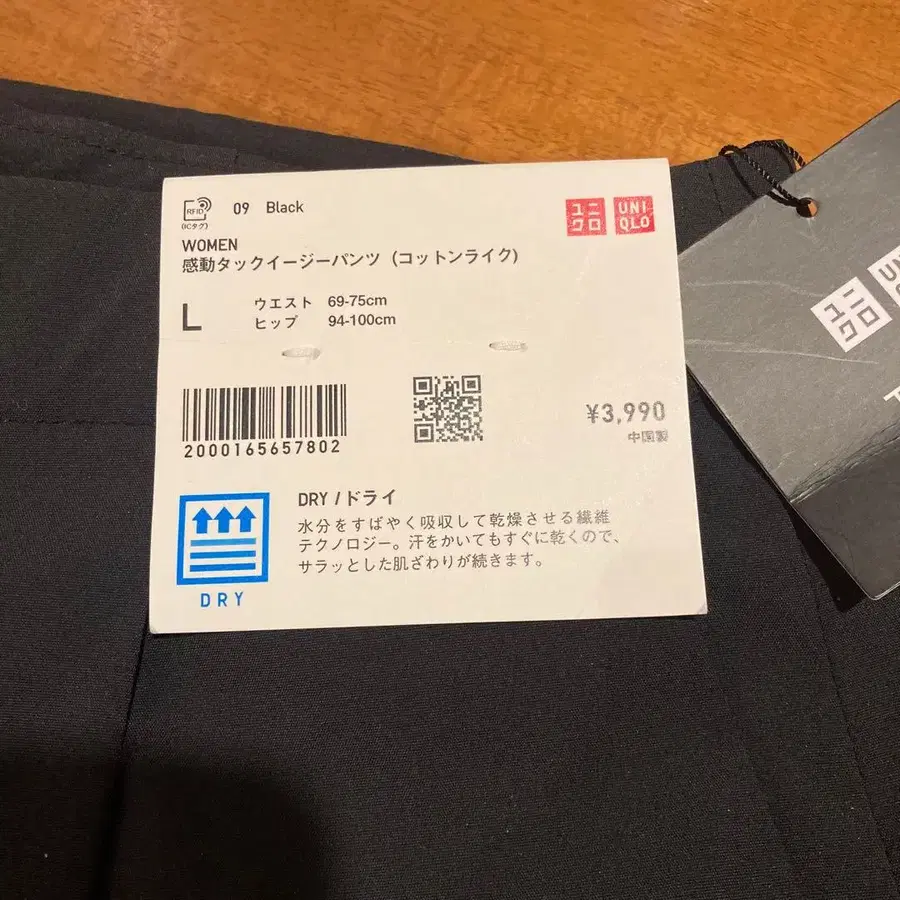 RFID
(ICタグ)
09 Black
ユニクロ
UNIQLO
WOMEN
感動タックイージーパンツ (コットンライク)
L
ウエスト 69-75cm
ヒップ 94-100cm
2000165657802
¥3,990
中国製
DRY / ドライ
水分をすばやく吸収して乾燥させる繊維
テクノロジー。汗をかいてもすぐに乾くので、
サラッとした肌ざわりが続きます。
DRY
ユニクロ